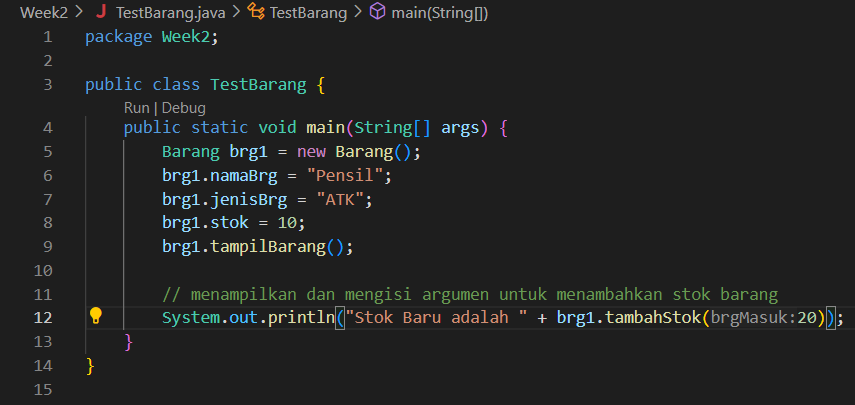 Week2 > TestBarang.java > TestBarang > main(String[])
1 package Week2;
2
3 public class TestBarang {
Run | Debug
4 public static void main(String[] args) {
5 Barang brg1 = new Barang();
6 brg1.namaBrg = "Pensil";
7 brg1.jenisBrg = "ATK";
8 brg1.stok = 10;
9 brg1.tampilBarang();
10
11 // menampilkan dan mengisi argumen untuk menambahkan stok barang
12 System.out.println("Stok Baru adalah " + brg1.tambahStok(brgMasuk:20));
13 }
14 }
15